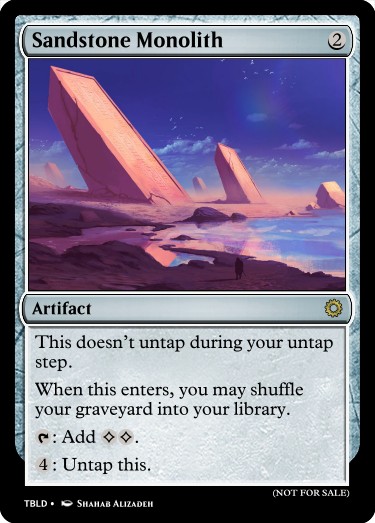 Sandstone Monolith 2
Artifact
This doesn't untap during your untap
step.
When this enters, you may shuffle
your graveyard into your library.
: Add .
4 : Untap this.
(NOT FOR SALE)
TBLD • Shahab Alizadeh